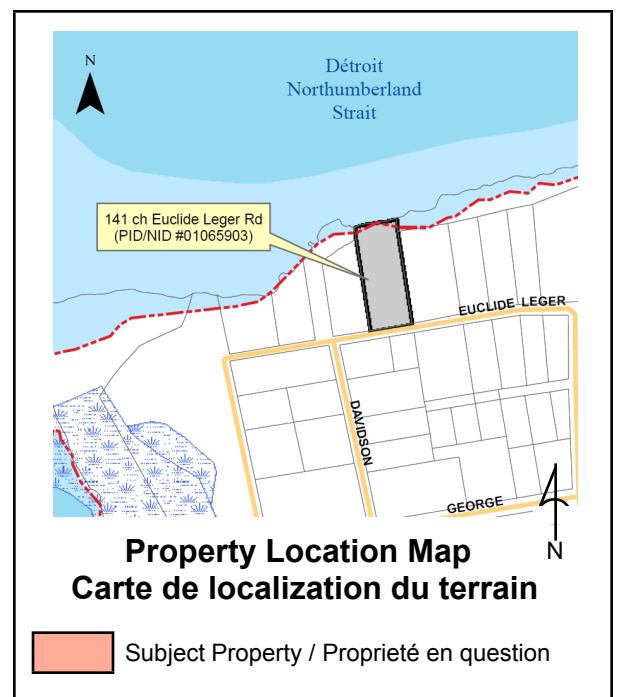 N
Détroit
Northumberland
Strait
141 ch Euclide Leger Rd
(PID/NID #01065903)
EUCLIDE LEGER
DAVIDSON
GEORGE
N
Property Location Map
Carte de localization du terrain
Subject Property / Proprieté en question